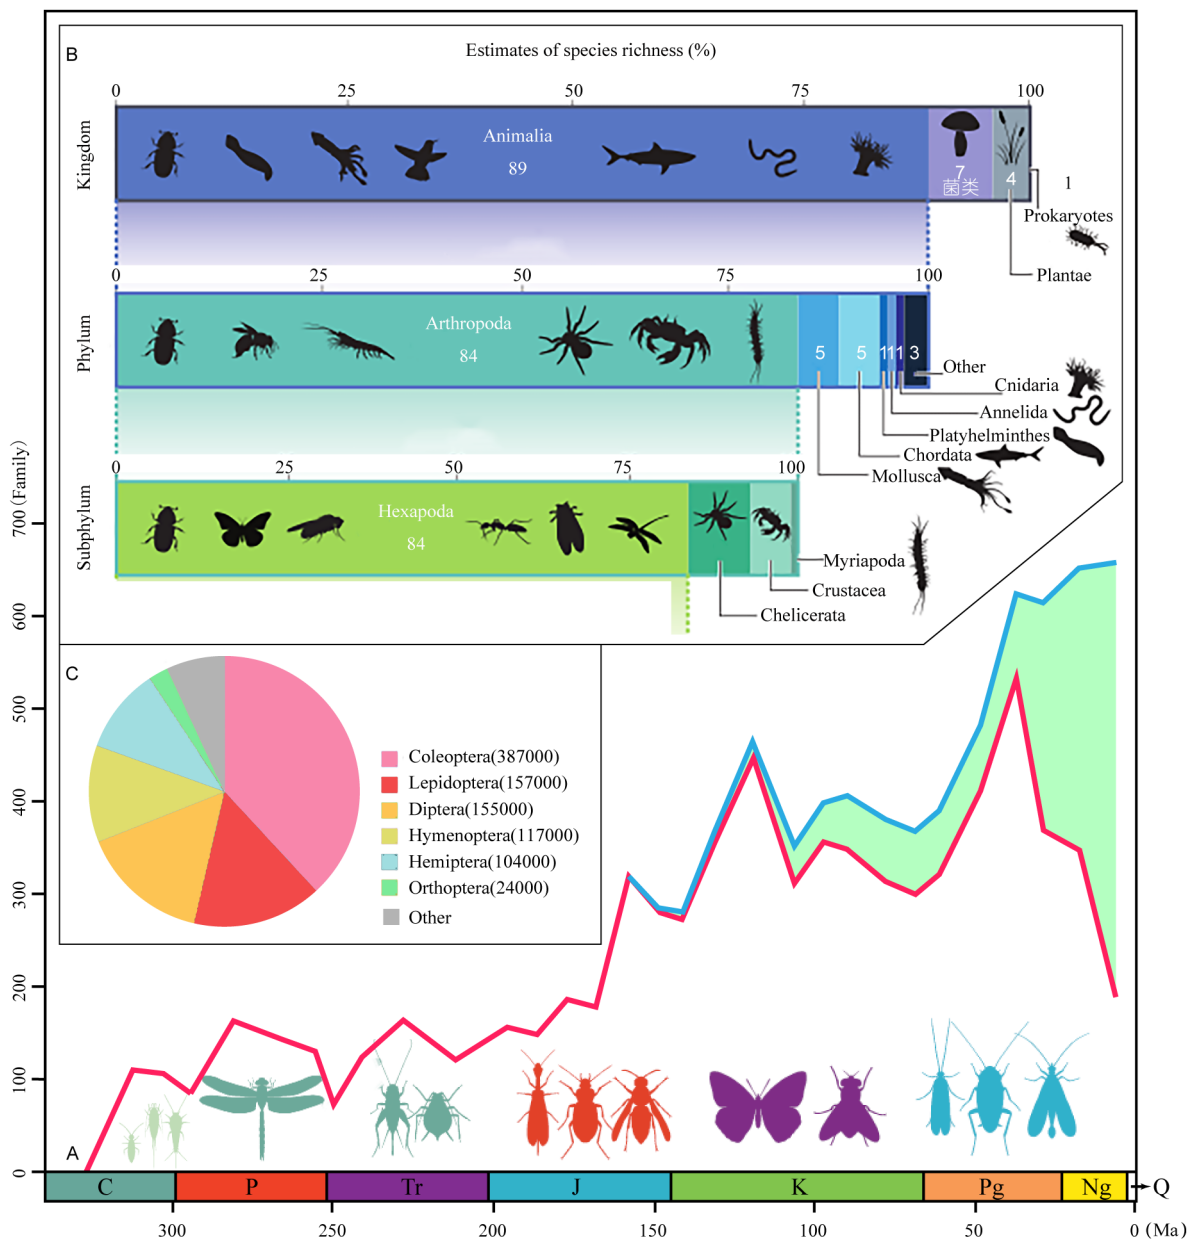 B
Estimates of species richness (%)
0 25 50 75 100
Kingdom
Animalia
89
7
菌类
4
1
Prokaryotes
Plantae
0 25 50 75 100
Phylum
Arthropoda
84
5 5 1 1 1 3
Other
Cnidaria
Annelida
Platyhelminthes
Chordata
Mollusca
0 25 50 75 100
Subphylum
Hexapoda
84
Myriapoda
Crustacea
Chelicerata
C
Coleoptera(387000)
Lepidoptera(157000)
Diptera(155000)
Hymenoptera(117000)
Hemiptera(104000)
Orthoptera(24000)
Other
700 (Family)
600
500
400
300
200
100
0
A
C P Tr J K Pg Ng Q
300 250 200 150 100 50 0 (Ma)